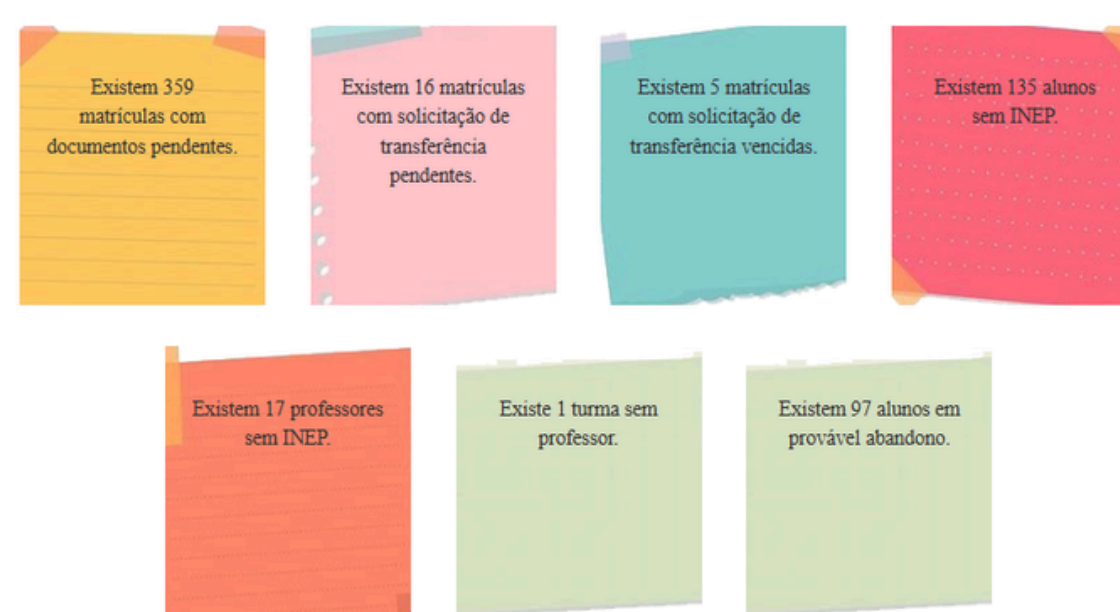 Existem 359
matrículas com
documentos pendentes.
Existem 16 matrículas
com solicitação de
transferência
pendentes.
Existem 5 matrículas
com solicitação de
transferência vencidas.
Existem 135 alunos
sem INEP.
Existem 17 professores
sem INEP.
Existe 1 turma sem
professor.
Existem 97 alunos em
provável abandono.